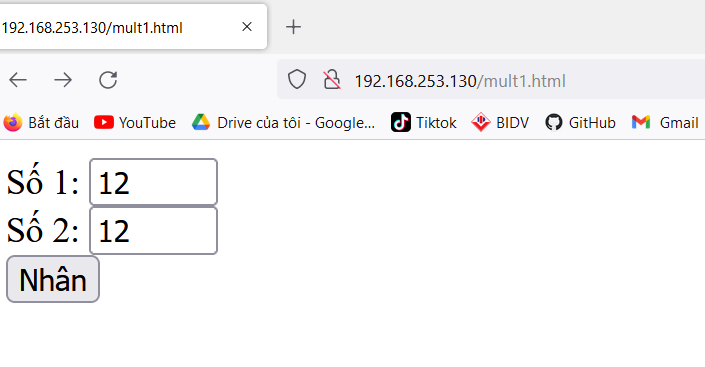 192.168.253.130/mult1.html
192.168.253.130/mult1.html
Bắt đầu YouTube Drive của tôi - Google... Tiktok BIDV GitHub Gmail
Số 1: 12
Số 2: 12
Nhân